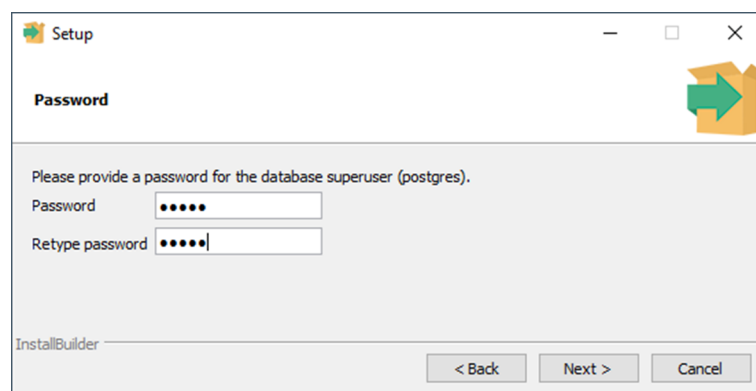 Setup
Password
Please provide a password for the database superuser (postgres).
Password •••••
Retype password •••••
InstallBuilder
< Back Next > Cancel